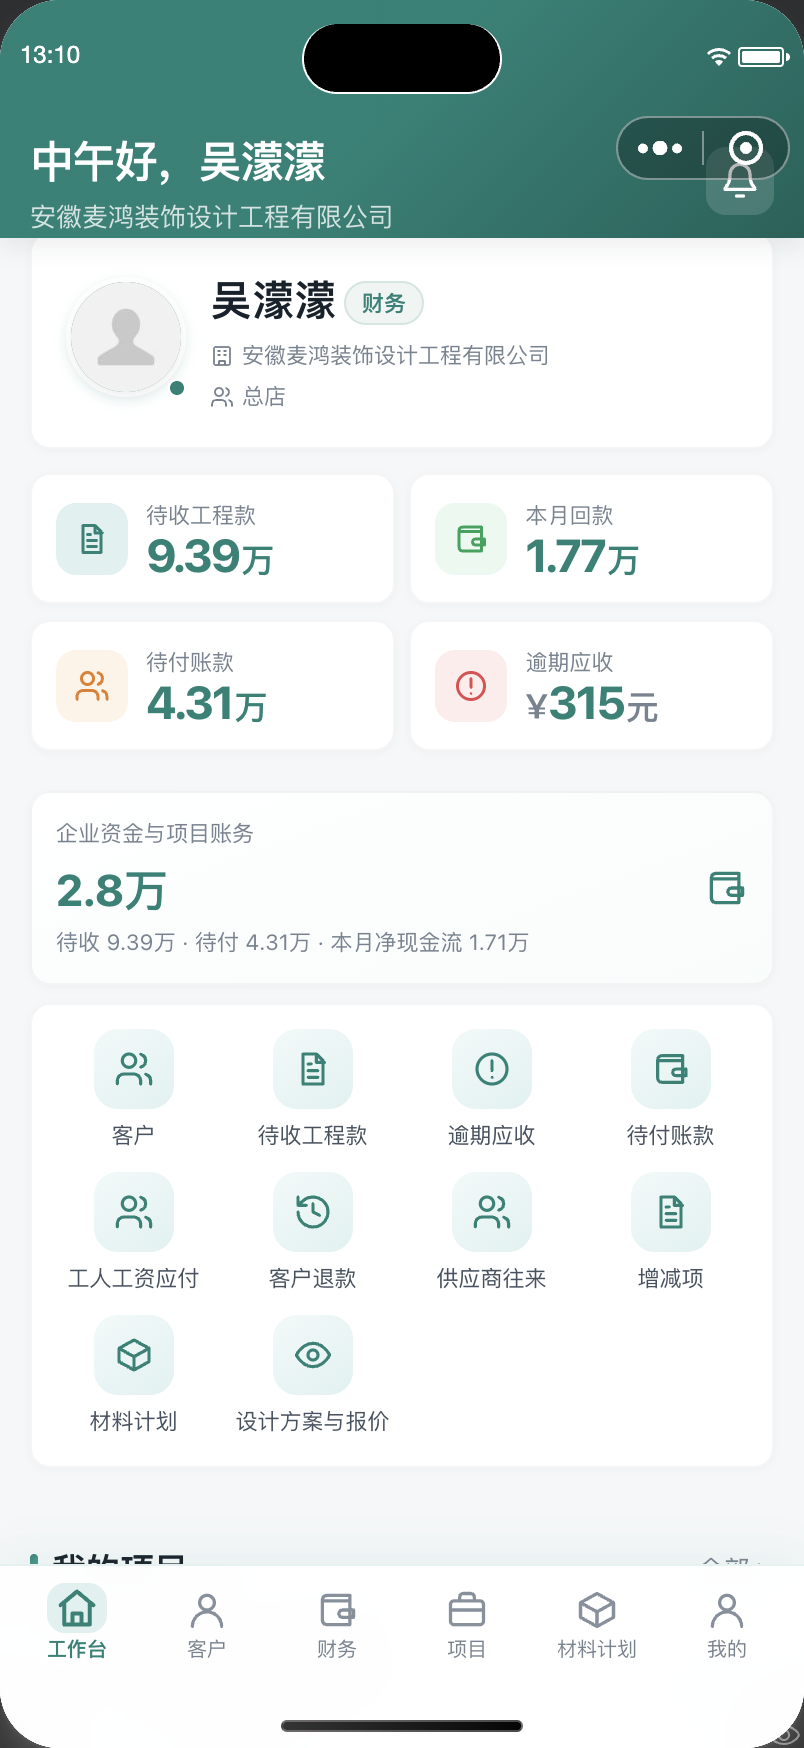 13:10
中午好，吴濛濛
安徽麦鸿装饰设计工程有限公司
吴濛濛 财务
安徽麦鸿装饰设计工程有限公司
总店
待收工程款
9.39万
本月回款
1.77万
待付账款
4.31万
逾期应收
¥315元
企业资金与项目账务
2.8万
待收 9.39万 · 待付 4.31万 · 本月净现金流 1.71万
客户 待收工程款 逾期应收 待付账款
工人工资应付 客户退款 供应商往来 增减项
材料计划 设计方案与报价
我的项目 全部
工作台 客户 财务 项目 材料计划 我的